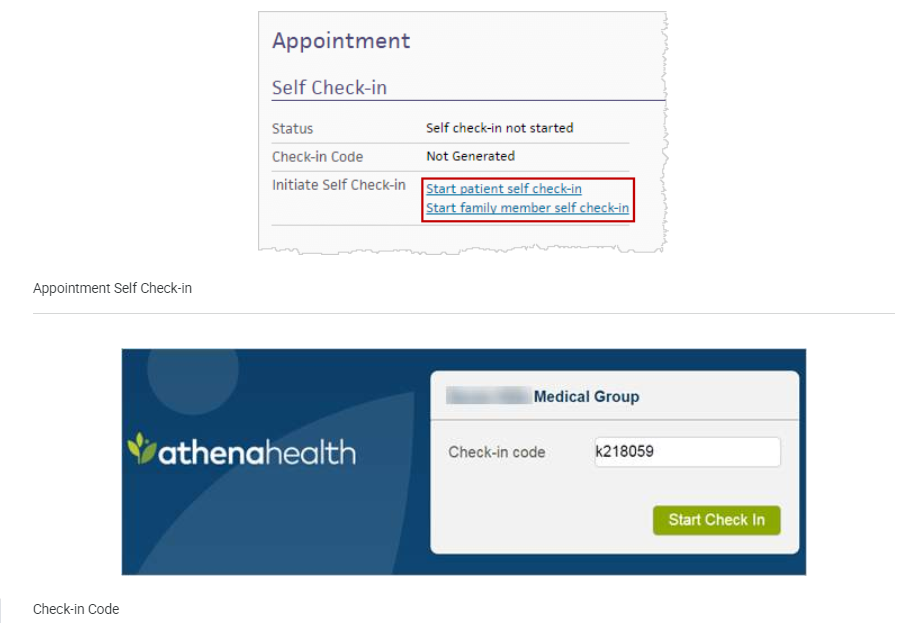 Appointment
Self Check-in
Status Self check-in not started
Check-in Code Not Generated
Initiate Self Check-in Start patient self check-in
Start family member self check-in
Appointment Self Check-in
Medical Group
athenahealth
Check-in code k218059
Start Check In
Check-in Code